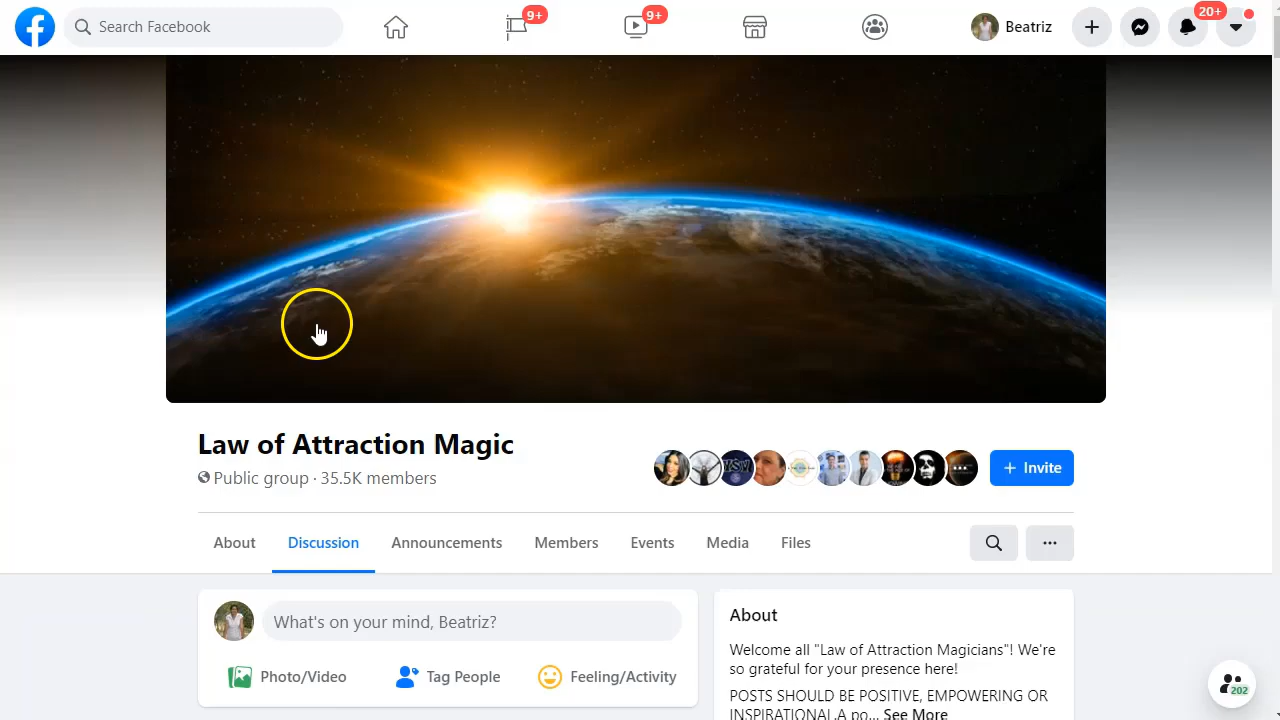 Search Facebook
9+
9+
Beatriz
20+
Law of Attraction Magic
Public group · 35.5K members
+ Invite
About
Discussion
Announcements
Members
Events
Media
Files
What's on your mind, Beatriz?
Photo/Video
Tag People
Feeling/Activity
About
Welcome all "Law of Attraction Magicians"! We're
so grateful for your presence here!
POSTS SHOULD BE POSITIVE, EMPOWERING OR
INSPIRATIONAL.A po... See More
202